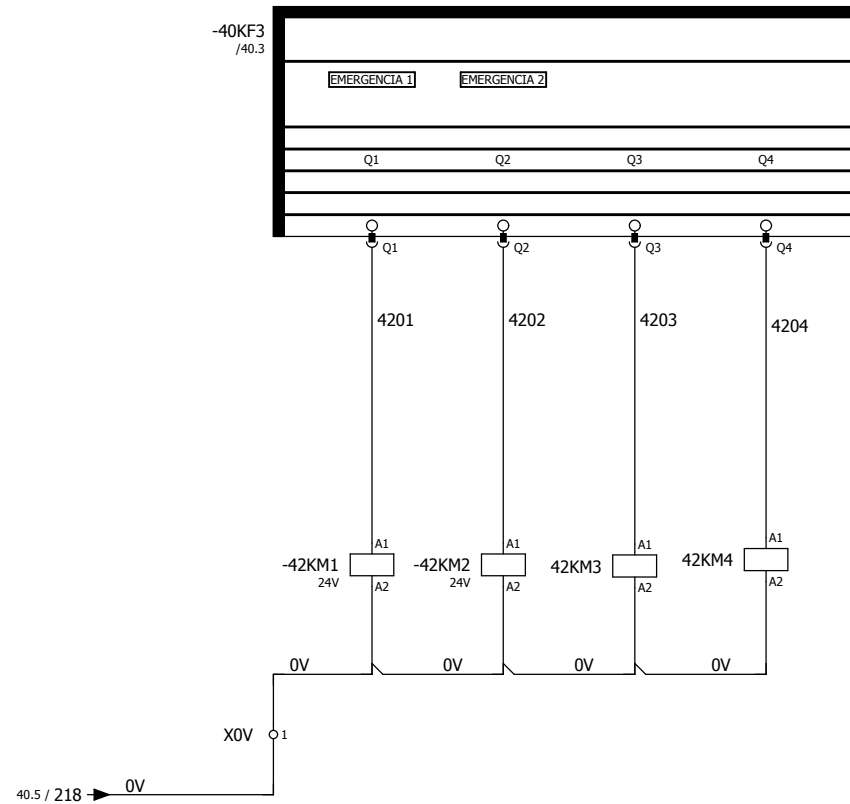 -40KF3
/40.3
EMERGENCIA 1 EMERGENCIA 2
Q1 Q2 Q3 Q4
Q1 Q2 Q3 Q4
4201 4202 4203 4204
A1 A1 A1 A1
-42KM1 -42KM2 42KM3 42KM4
24V 24V
A2 A2 A2 A2
0V 0V 0V 0V
X0V 1
40.5 / 218 0V